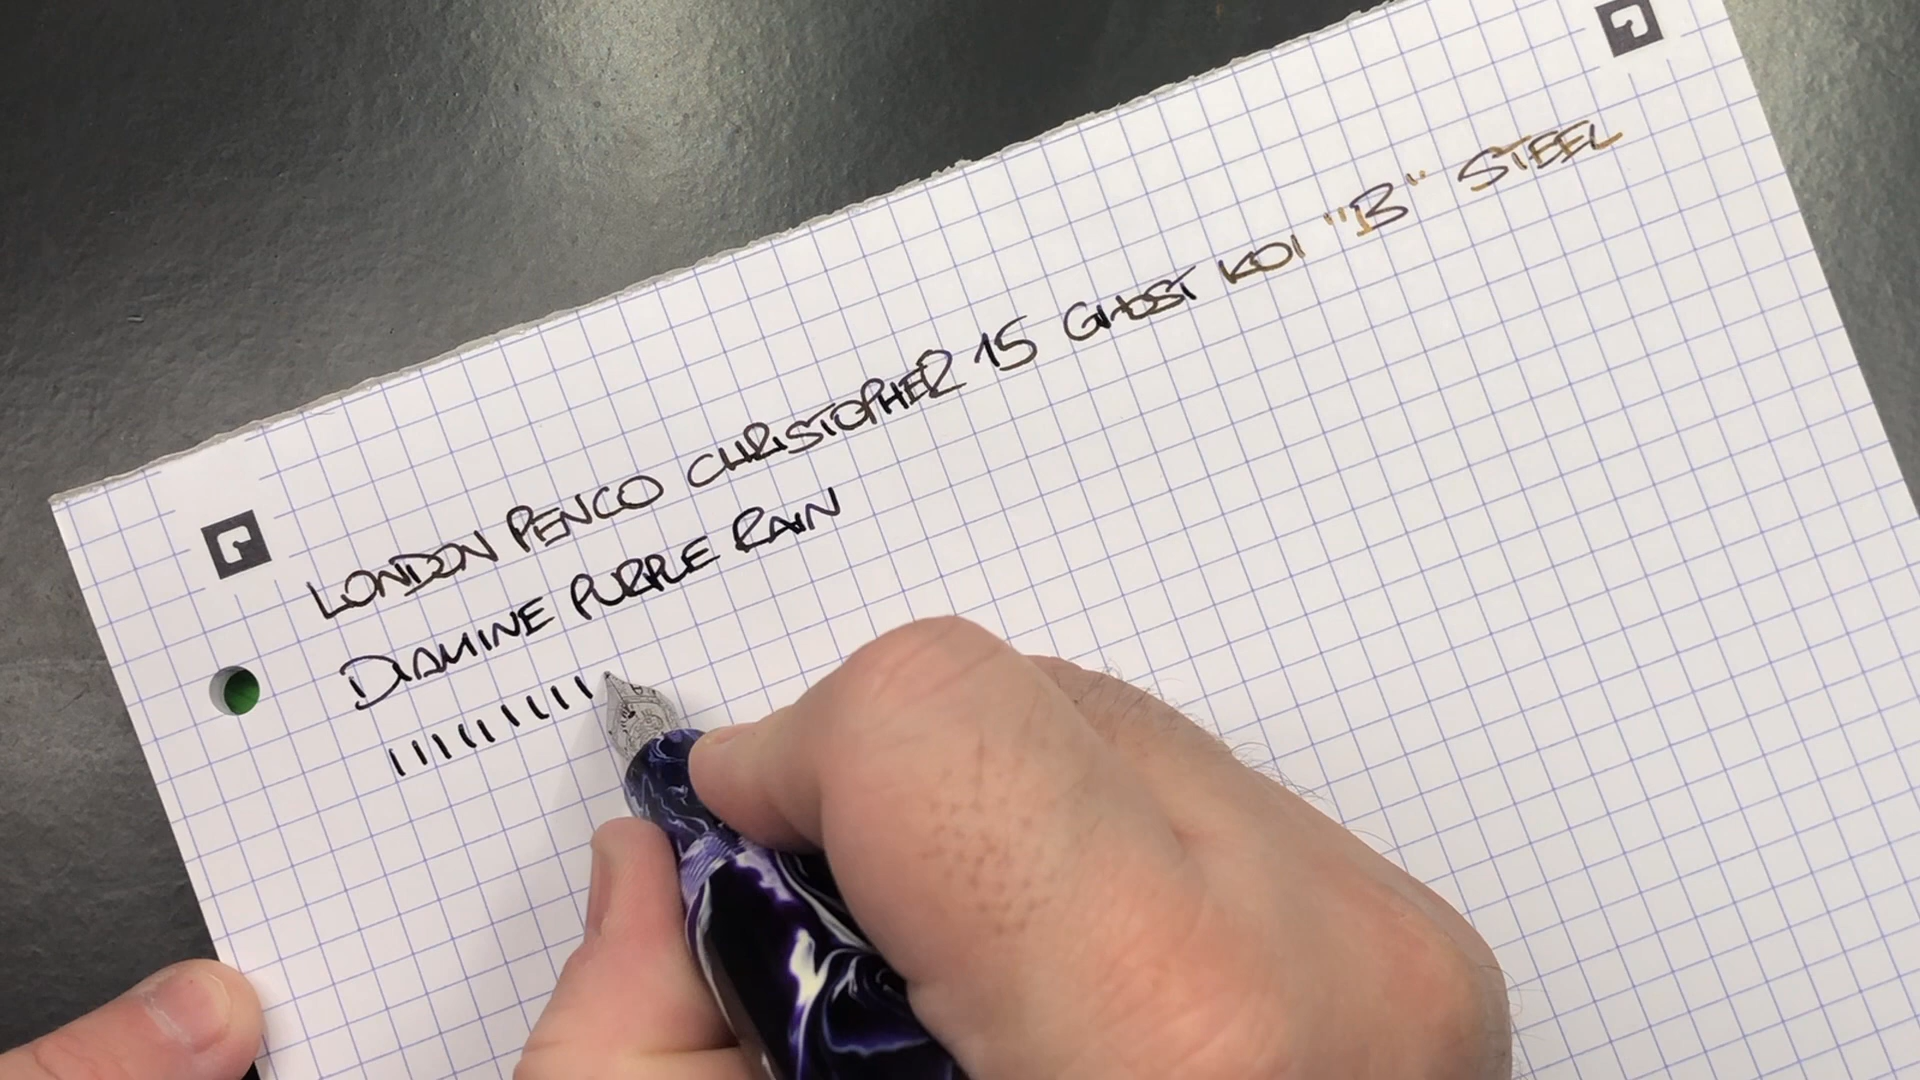 LONDON PENCO CHRISTOPHER 15 GHOST KOI "B" STEEL
DIAMINE PURPLE RAIN